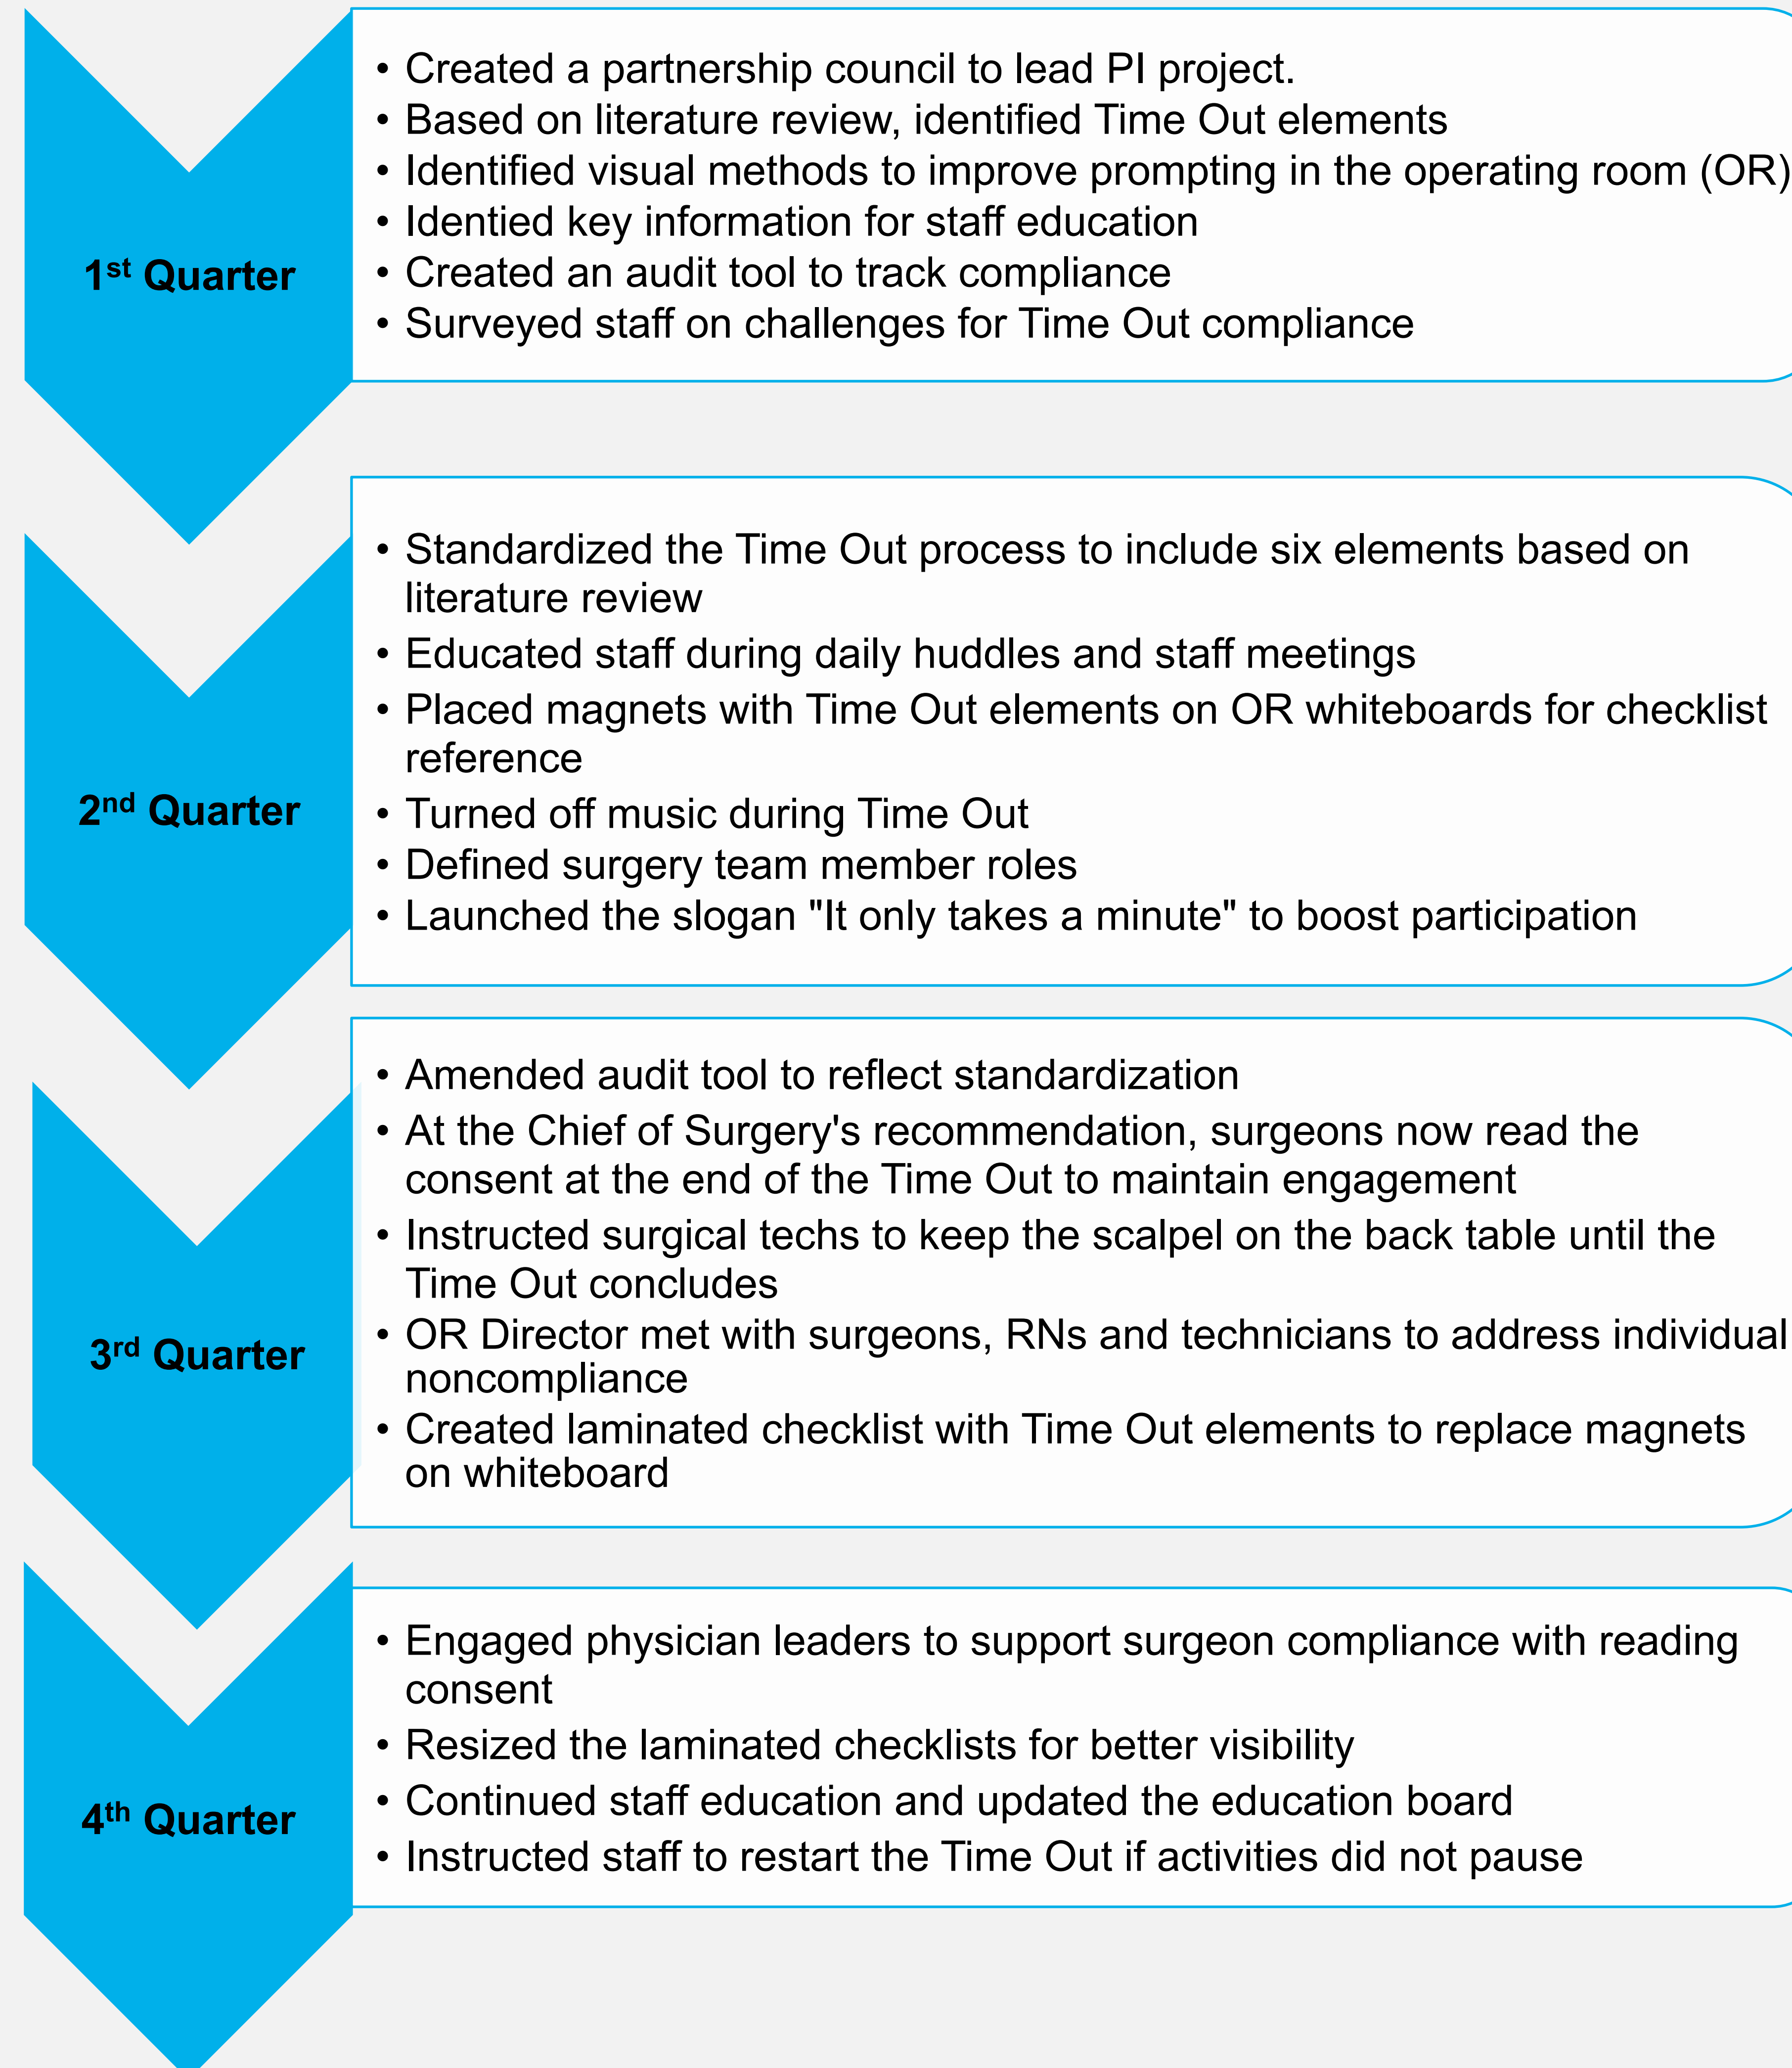 1st Quarter
• Created a partnership council to lead PI project.
• Based on literature review, identified Time Out elements
• Identified visual methods to improve prompting in the operating room (OR)
• Identied key information for staff education
• Created an audit tool to track compliance
• Surveyed staff on challenges for Time Out compliance
2nd Quarter
• Standardized the Time Out process to include six elements based on
literature review
• Educated staff during daily huddles and staff meetings
• Placed magnets with Time Out elements on OR whiteboards for checklist
reference
• Turned off music during Time Out
• Defined surgery team member roles
• Launched the slogan "It only takes a minute" to boost participation
3rd Quarter
• Amended audit tool to reflect standardization
• At the Chief of Surgery's recommendation, surgeons now read the
consent at the end of the Time Out to maintain engagement
• Instructed surgical techs to keep the scalpel on the back table until the
Time Out concludes
• OR Director met with surgeons, RNs and technicians to address individual
noncompliance
• Created laminated checklist with Time Out elements to replace magnets
on whiteboard
4th Quarter
• Engaged physician leaders to support surgeon compliance with reading
consent
• Resized the laminated checklists for better visibility
• Continued staff education and updated the education board
• Instructed staff to restart the Time Out if activities did not pause